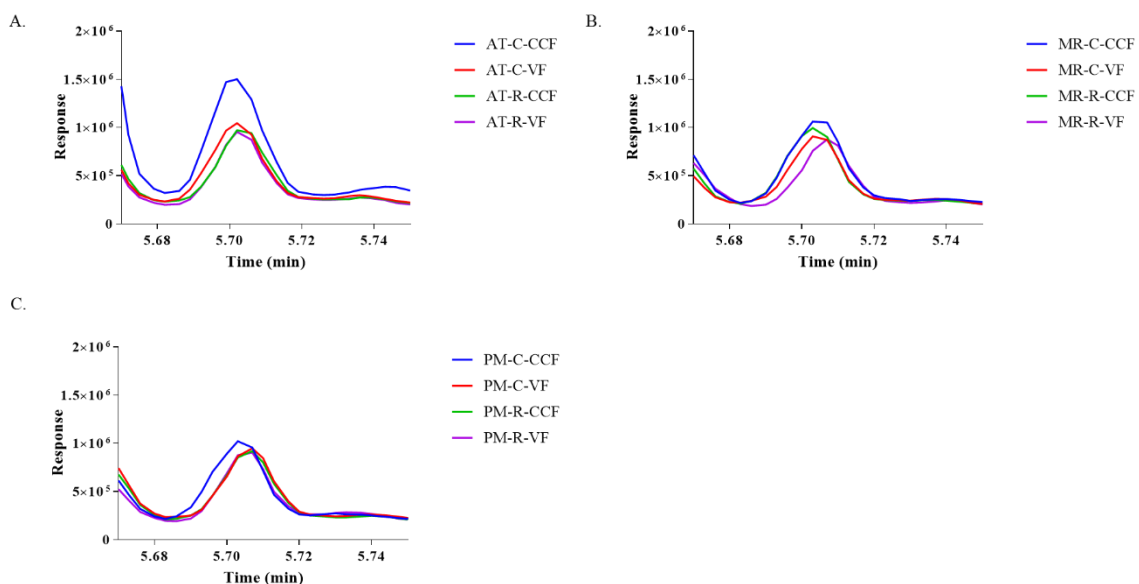 A.
2×10⁶
1.5×10⁶
1×10⁶
5×10⁵
0
Response
5.68 5.70 5.72 5.74
Time (min)
AT-C-CCF
AT-C-VF
AT-R-CCF
AT-R-VF
B.
2×10⁶
1.5×10⁶
1×10⁶
5×10⁵
0
Response
5.68 5.70 5.72 5.74
Time (min)
MR-C-CCF
MR-C-VF
MR-R-CCF
MR-R-VF
C.
2×10⁶
1.5×10⁶
1×10⁶
5×10⁵
0
Response
5.68 5.70 5.72 5.74
Time (min)
PM-C-CCF
PM-C-VF
PM-R-CCF
PM-R-VF